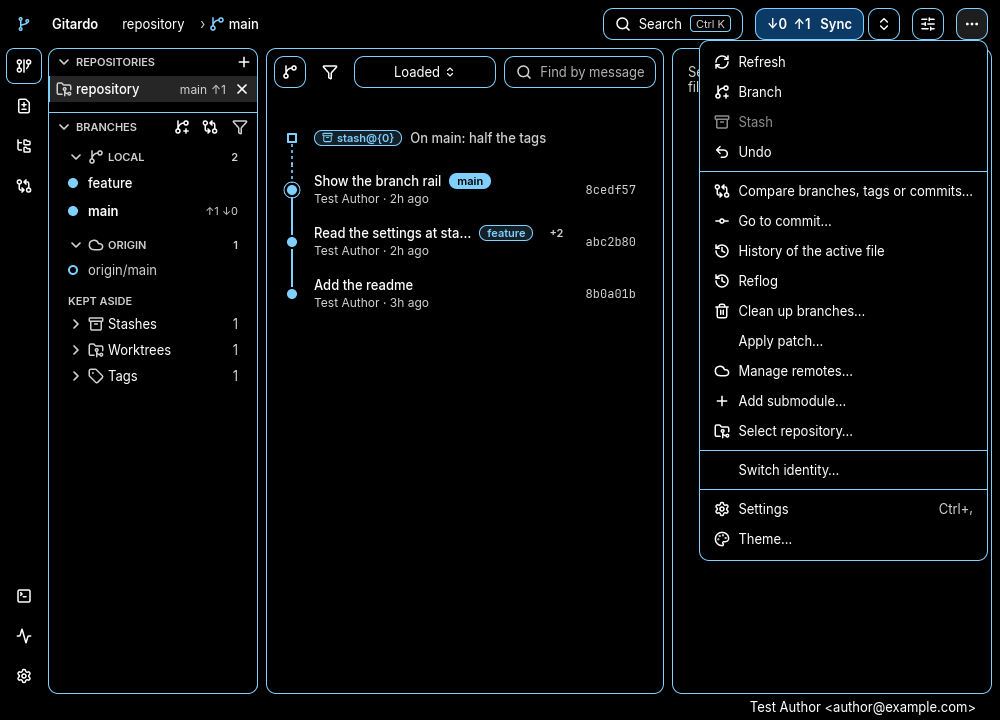 Gitardo repository › main Search Ctrl K ↓0 ↑1 Sync
REPOSITORIES
repository main ↑1
BRANCHES
LOCAL 2
feature
main ↑1 ↓0
ORIGIN 1
origin/main
KEPT ASIDE
Stashes 1
Worktrees 1
Tags 1
Loaded Find by message
stash@{0} On main: half the tags
Show the branch rail main
Test Author · 2h ago 8cedf57
Read the settings at sta... feature +2
Test Author · 2h ago abc2b80
Add the readme
Test Author · 3h ago 8b0a01b
Refresh
Branch
Stash
Undo
Compare branches, tags or commits...
Go to commit...
History of the active file
Reflog
Clean up branches...
Apply patch...
Manage remotes...
Add submodule...
Select repository...
Switch identity...
Settings Ctrl+,
Theme...
Test Author <author@example.com>